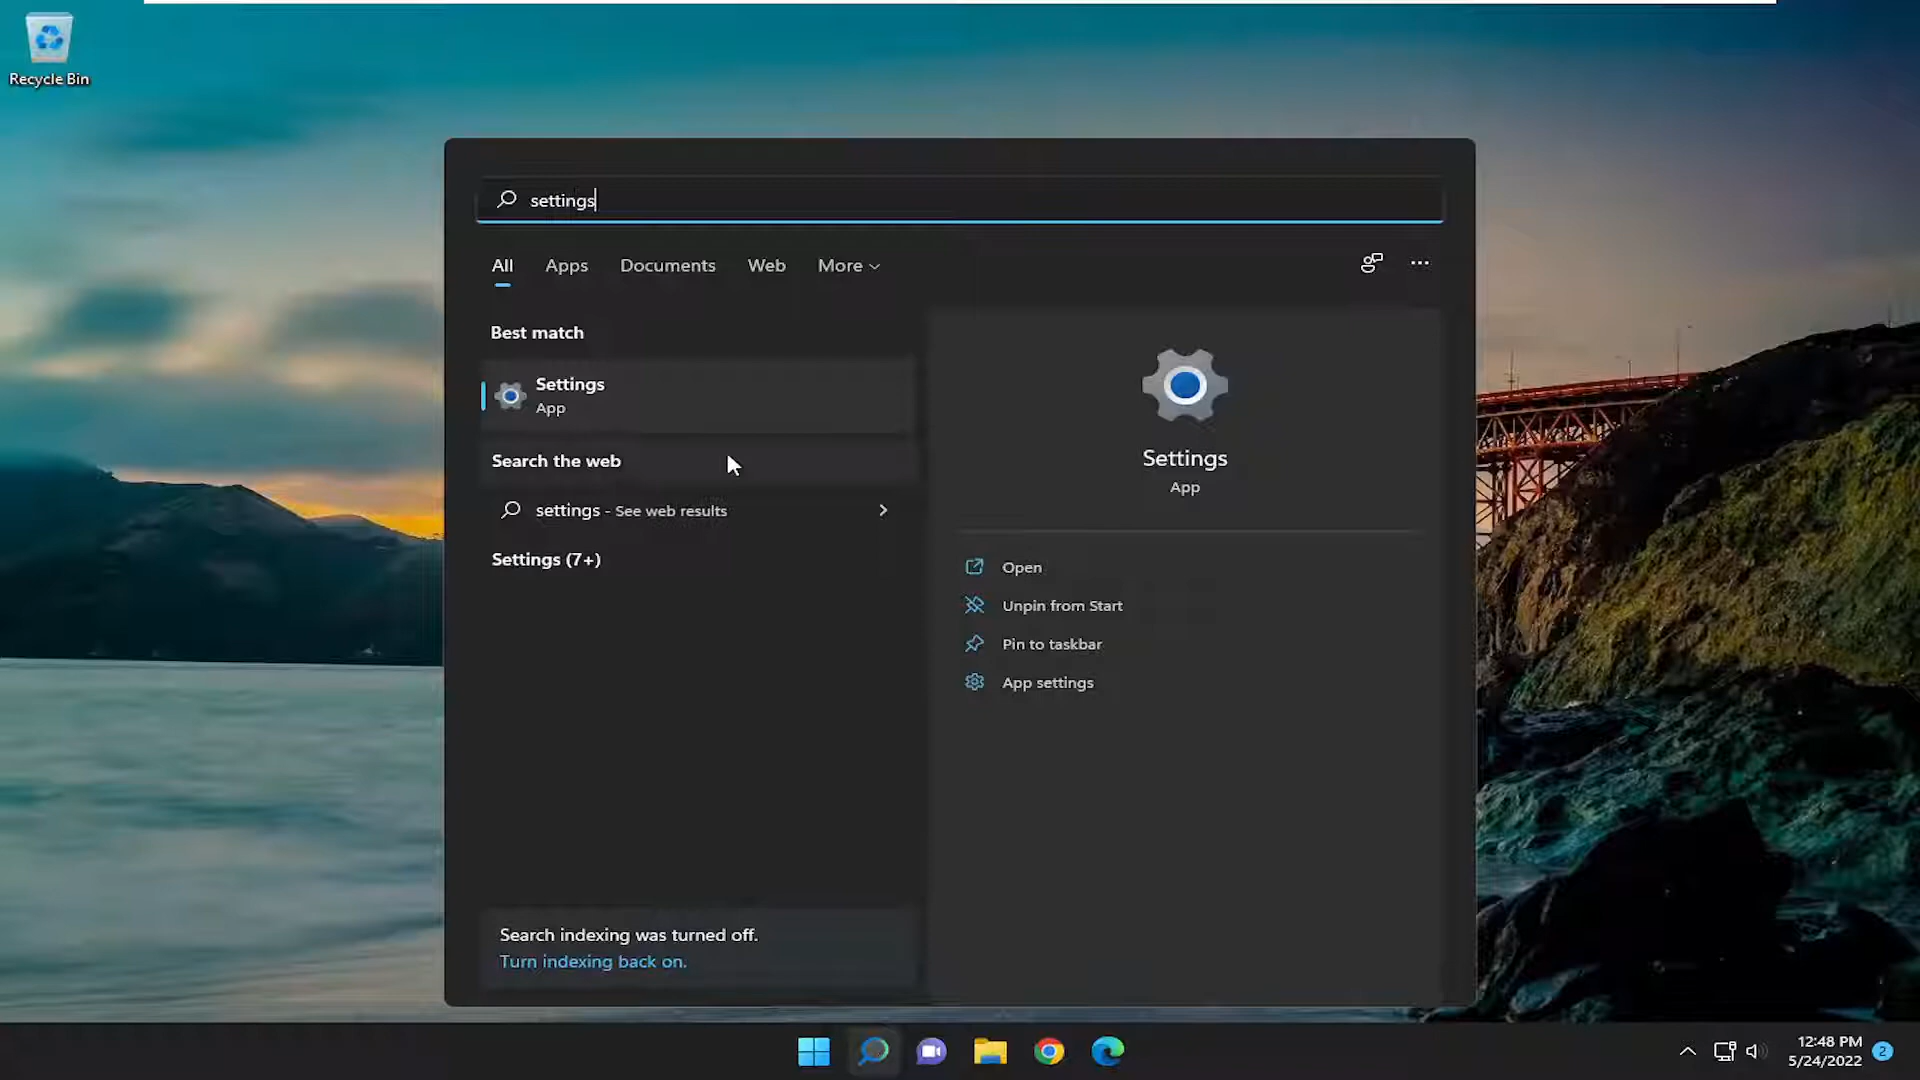 Recycle Bin
settings
All Apps Documents Web More
Best match
Settings
App
Search the web
settings - See web results
Settings (7+)
Search indexing was turned off.
Turn indexing back on.
Settings
App
Open
Unpin from Start
Pin to taskbar
App settings
12:48 PM
5/24/2022
2